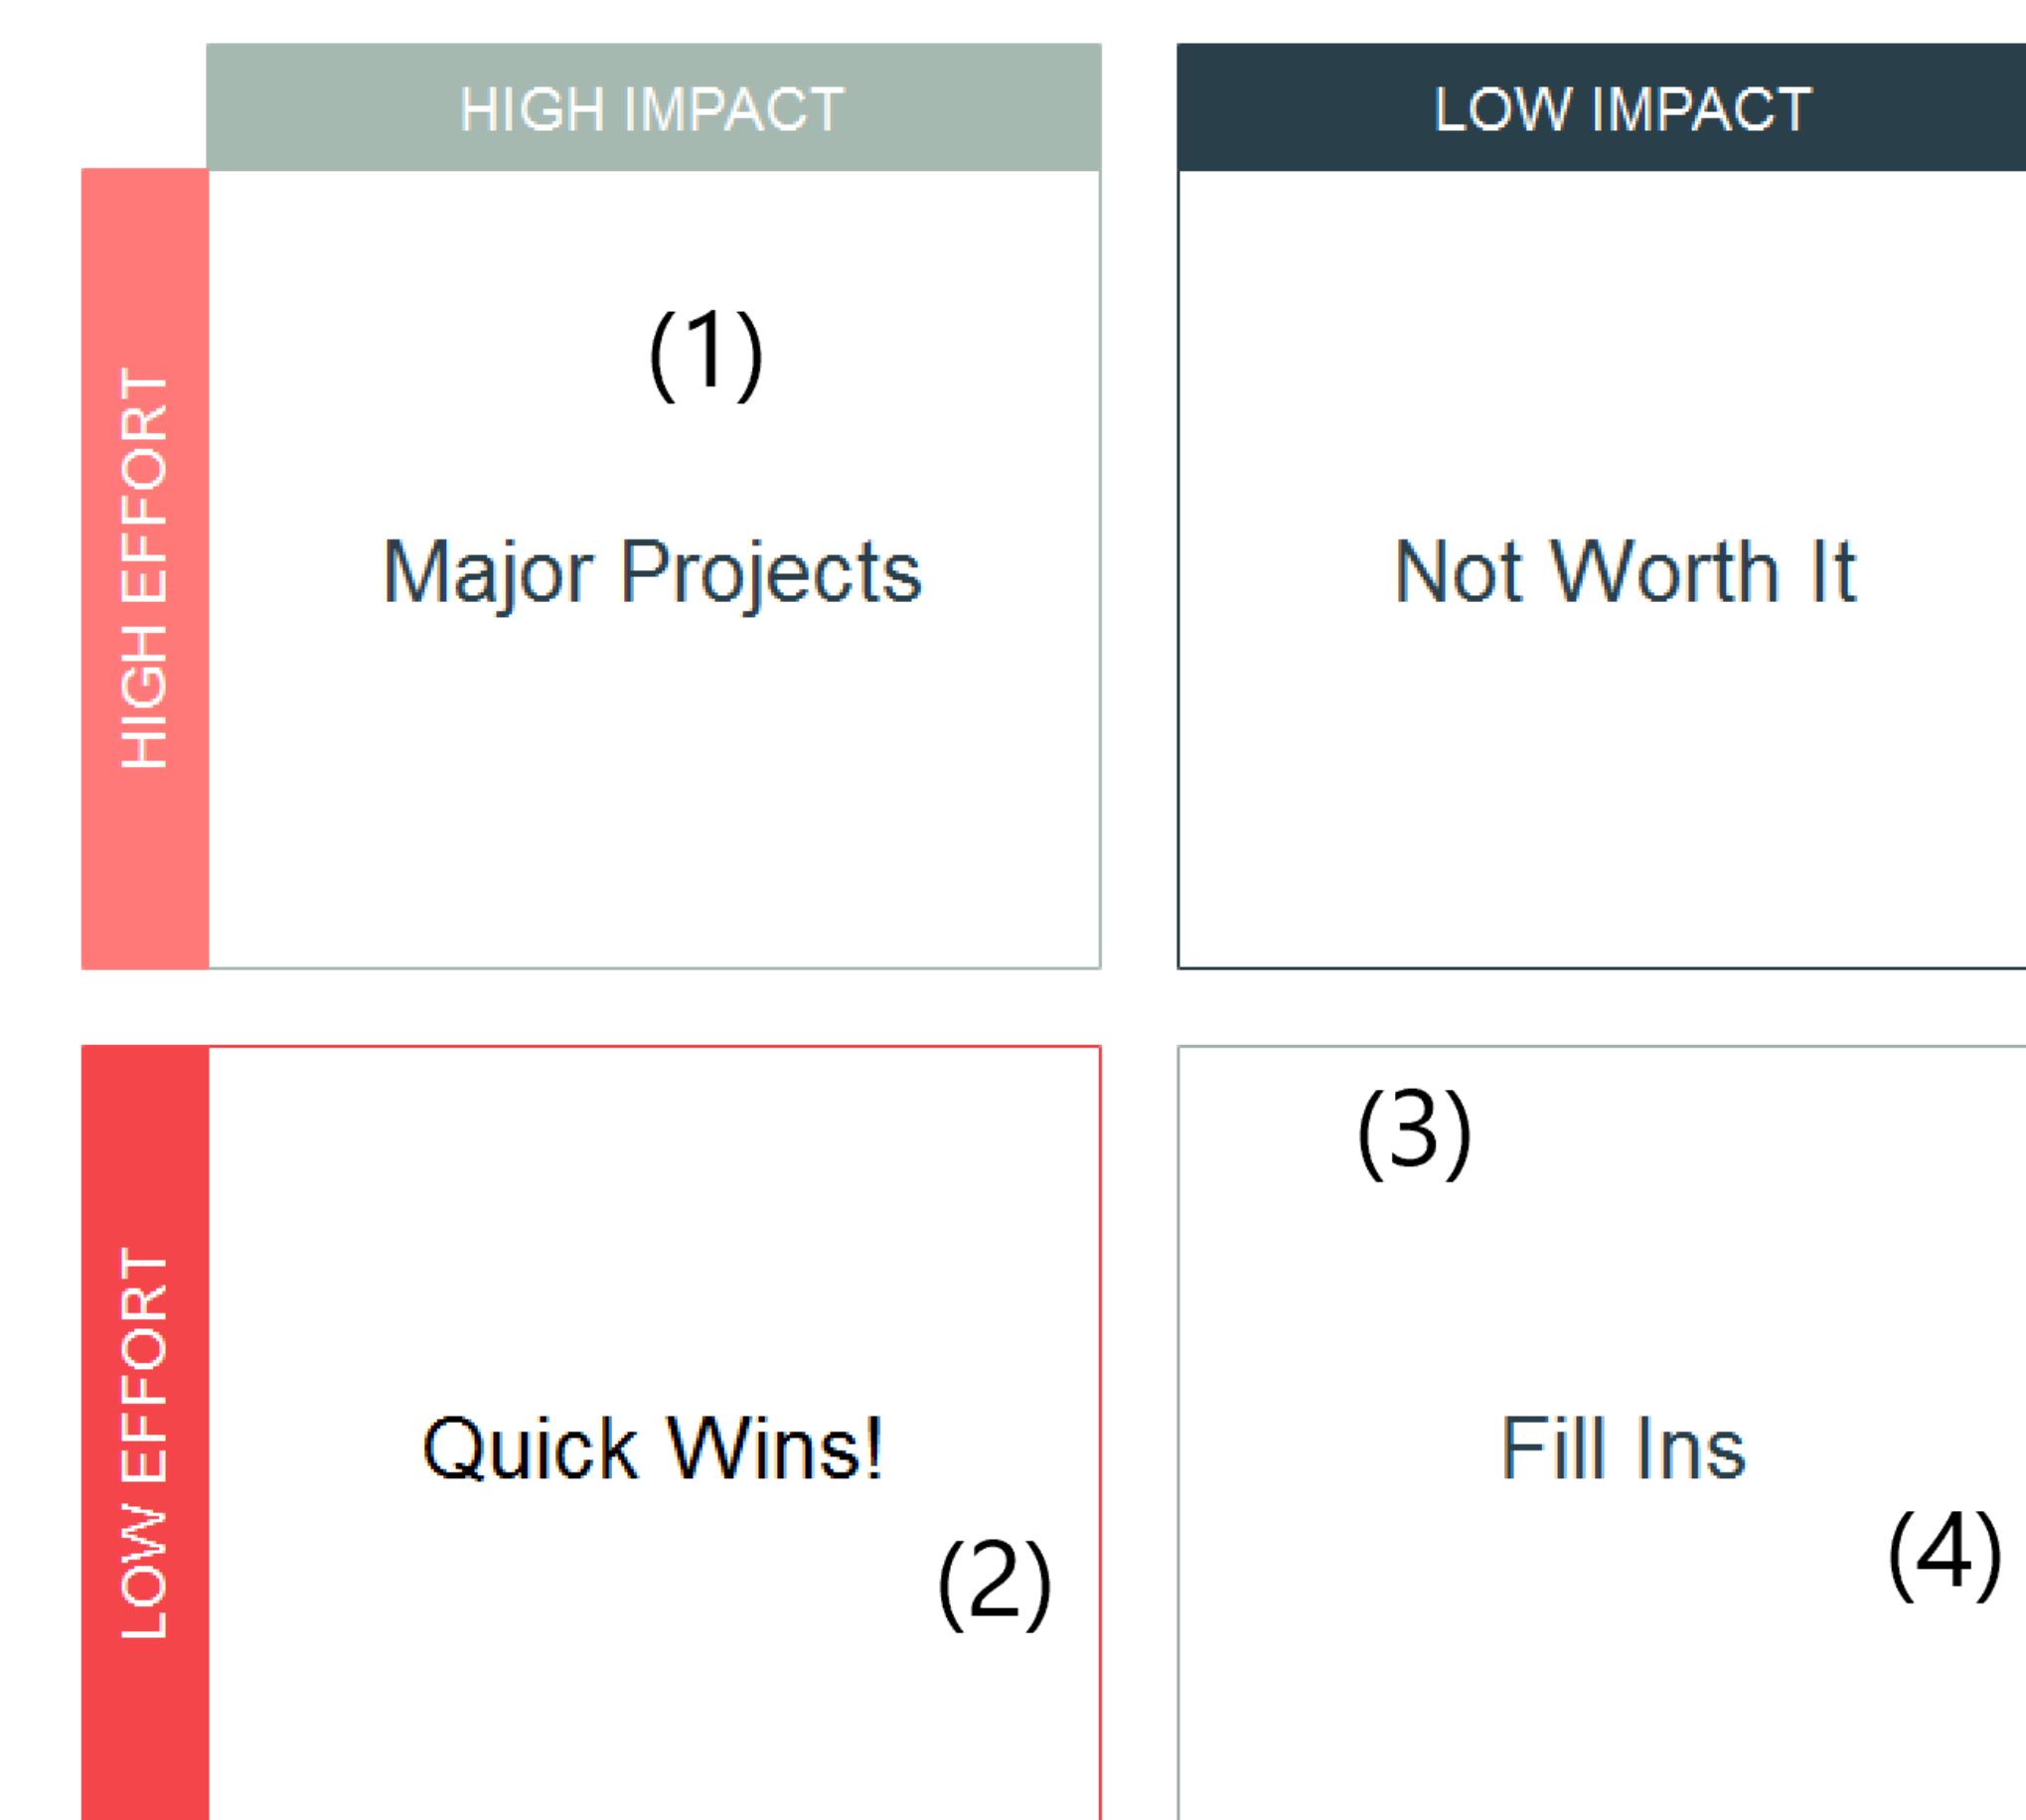 HIGH IMPACT
LOW IMPACT
HIGH EFFORT
(1)
Major Projects
Not Worth It
LOW EFFORT
(3)
Quick Wins!
Fill Ins
(2)
(4)